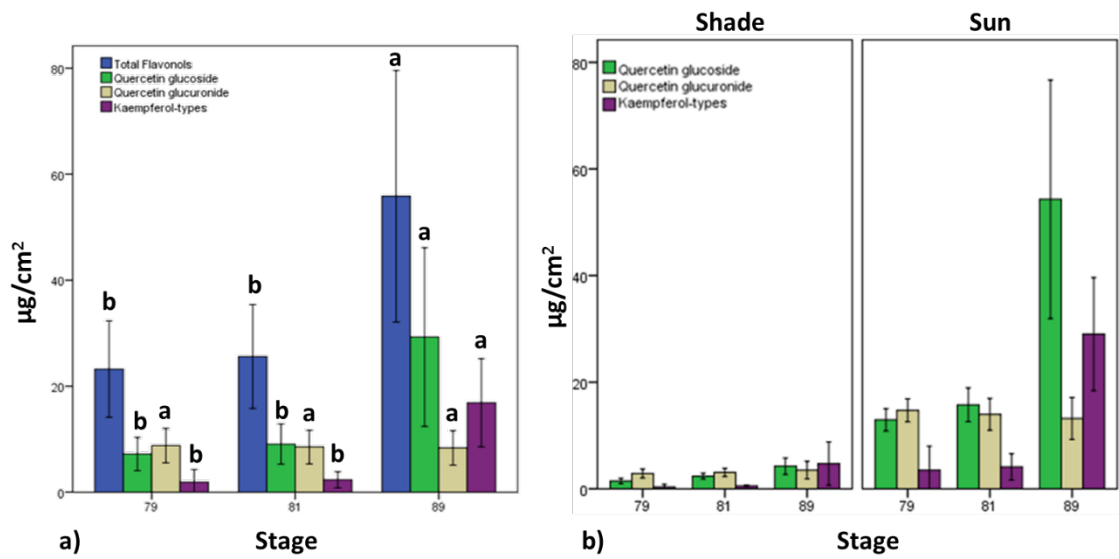 Shade Sun
80
60
40
20
0
µg/cm²
Total Flavonols
Quercetin glucoside
Quercetin glucuronide
Kaempferol-types
b
b
a
b
b
b
a
b
a
a
a
a
79 81 89
a) Stage
80
60
40
20
0
µg/cm²
Quercetin glucoside
Quercetin glucuronide
Kaempferol-types
79 81 89 79 81 89
b) Stage